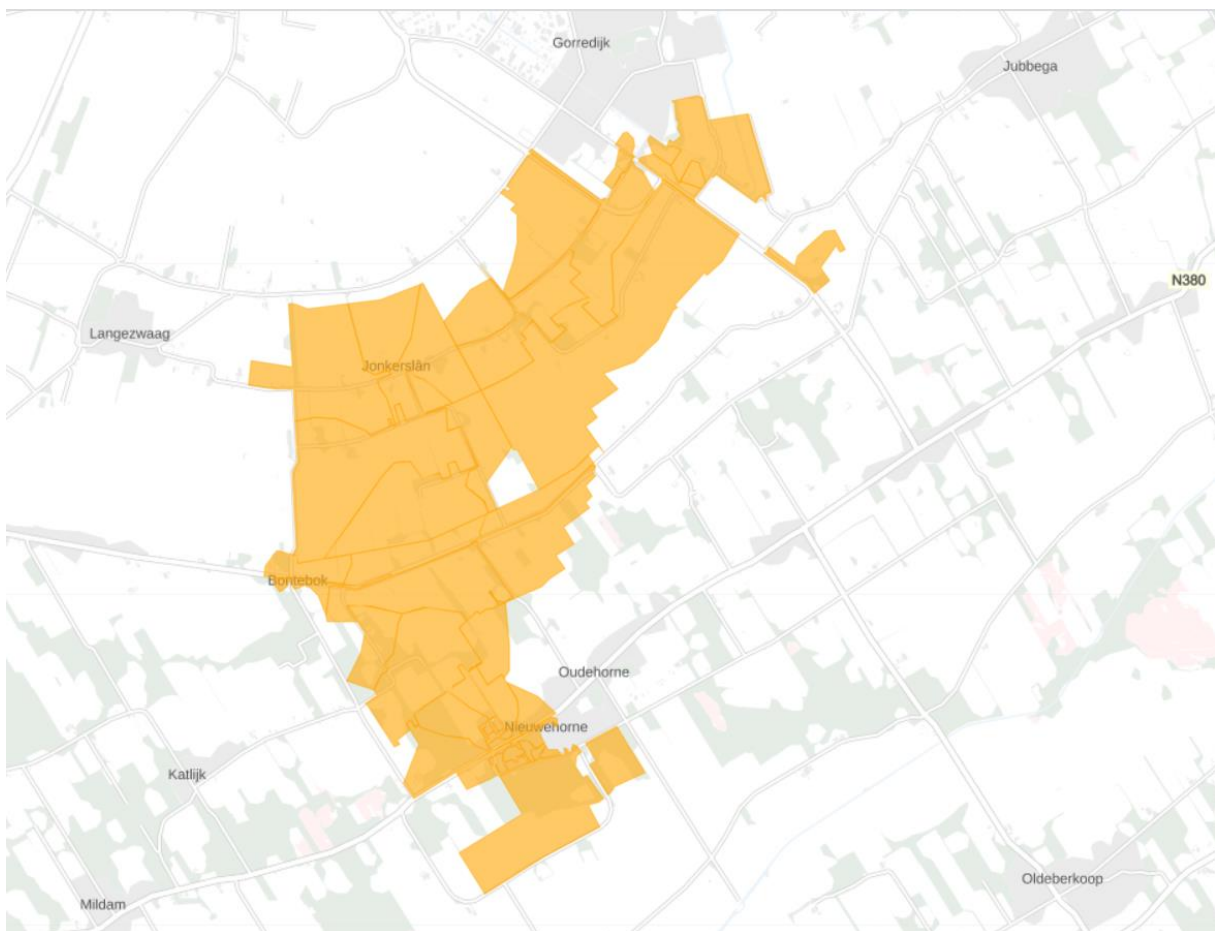 Gorredijk
Jubbega
N380
Langezwaag
Jonkerslân
Bontebok
Oudehorne
Nieuwehorne
Katlijk
Oldeberkoop
Mildam